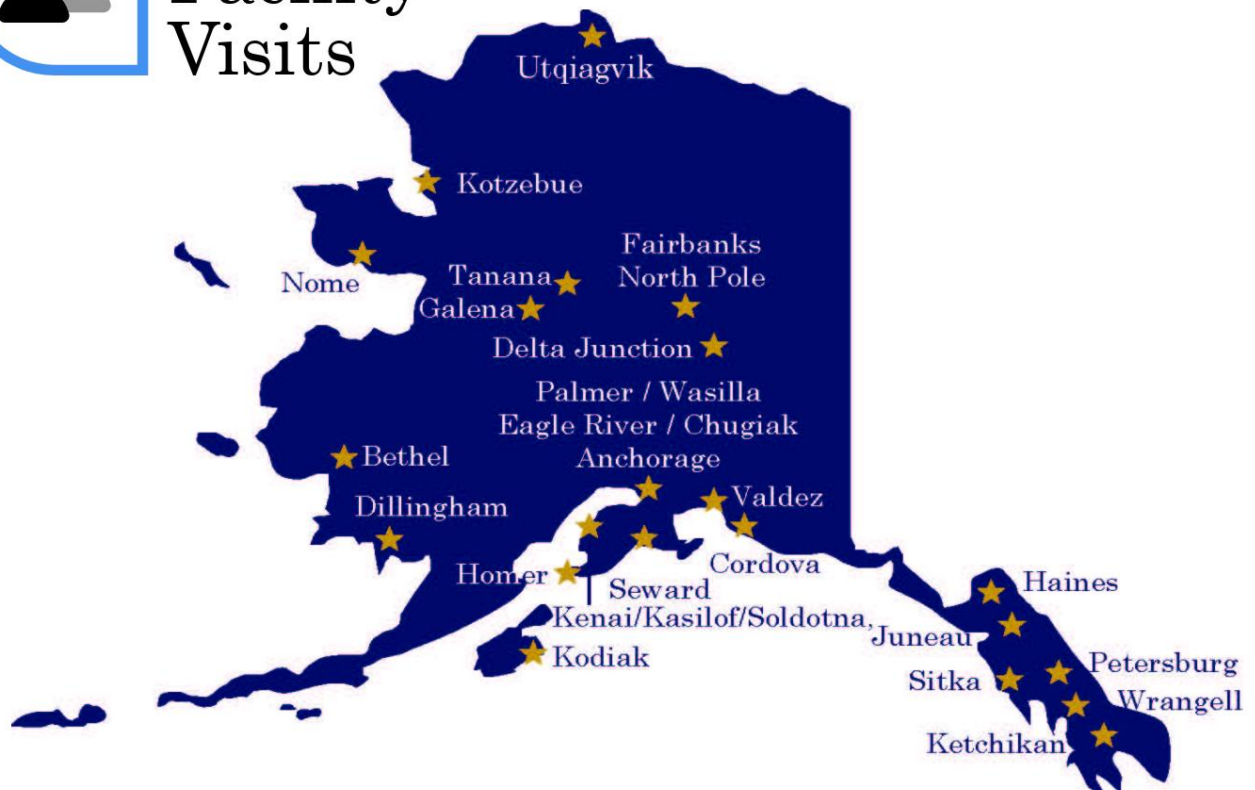 Facility
Visits
Utqiagvik
Kotzebue
Nome
Tanana
Galena
Fairbanks
North Pole
Delta Junction
Palmer / Wasilla
Eagle River / Chugiak
Anchorage
Bethel
Dillingham
Valdez
Cordova
Homer
Seward
Kenai/Kasilof/Soldotna,
Kodiak
Haines
Juneau
Sitka
Petersburg
Wrangell
Ketchikan